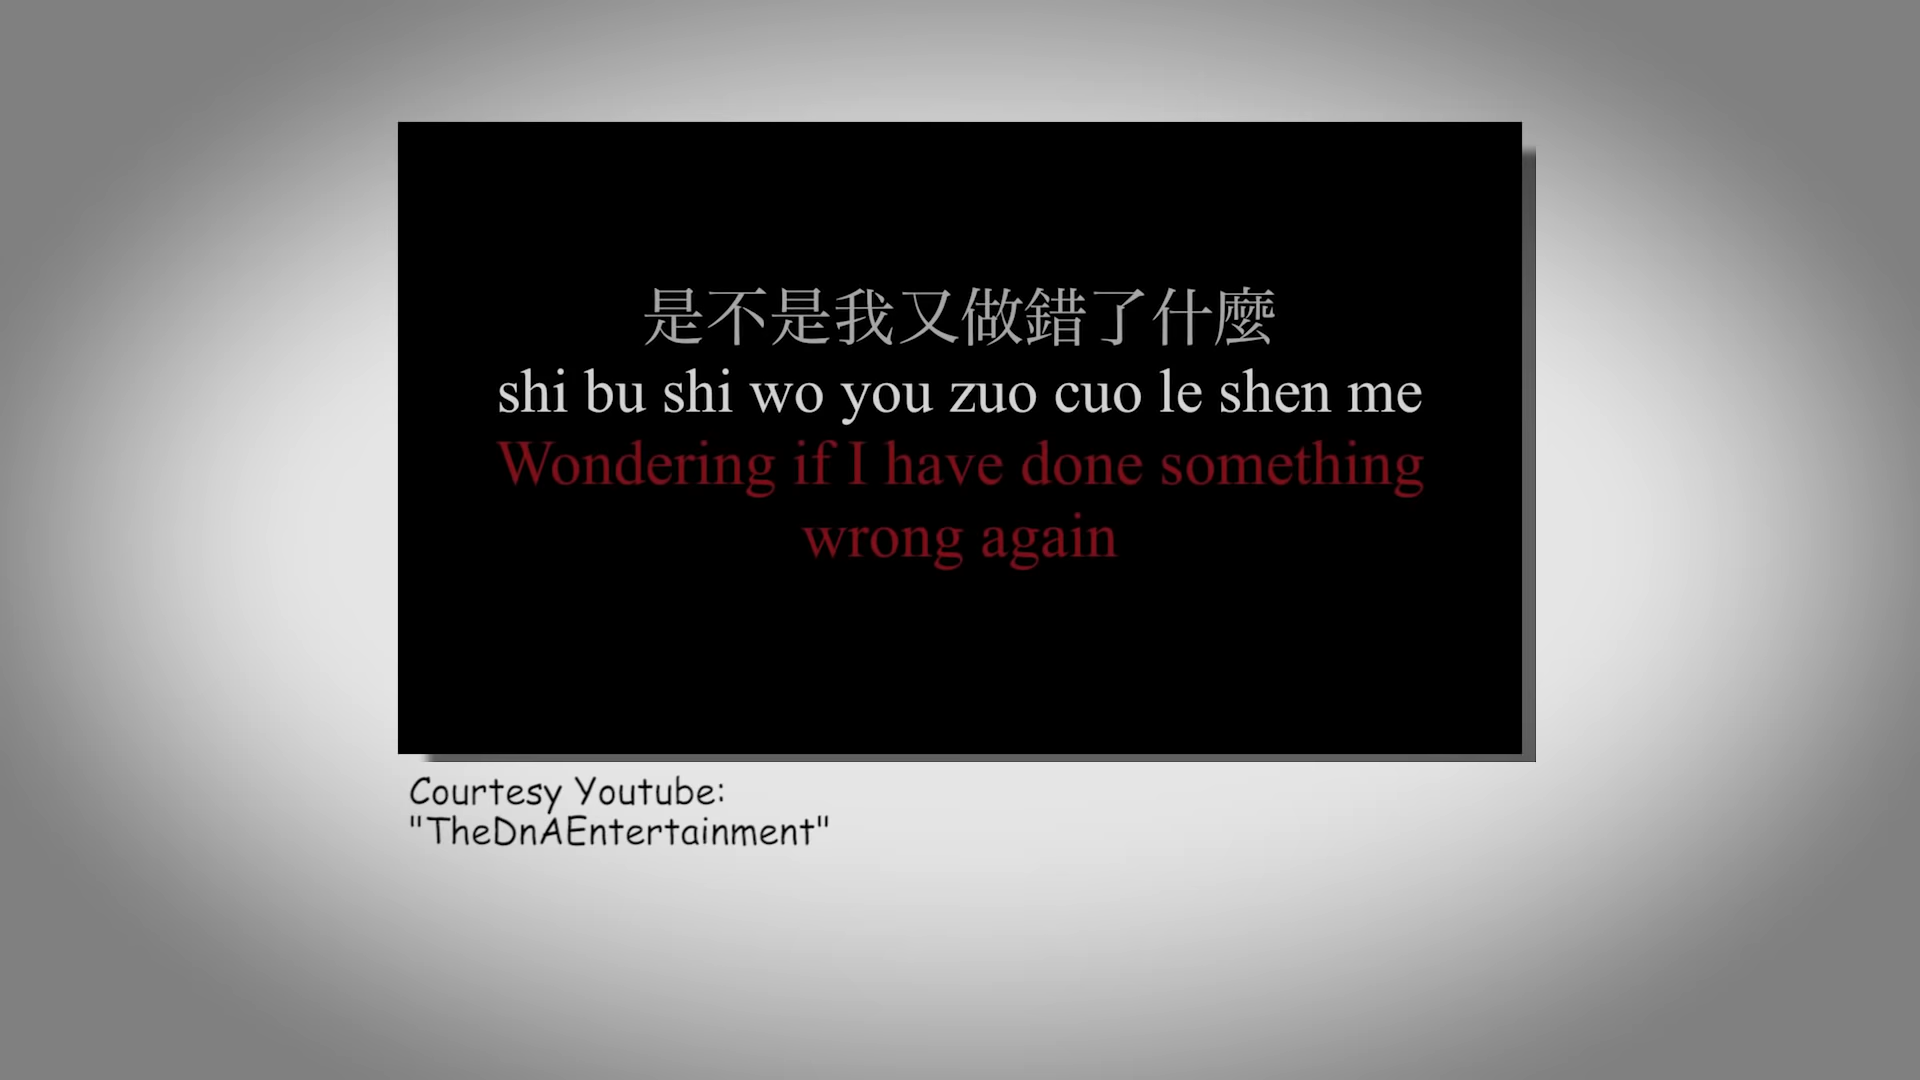 是不是我又做錯了什麼
shi bu shi wo you zuo cuo le shen me
Wondering if I have done something
wrong again
Courtesy Youtube:
"TheDnAEntertainment"